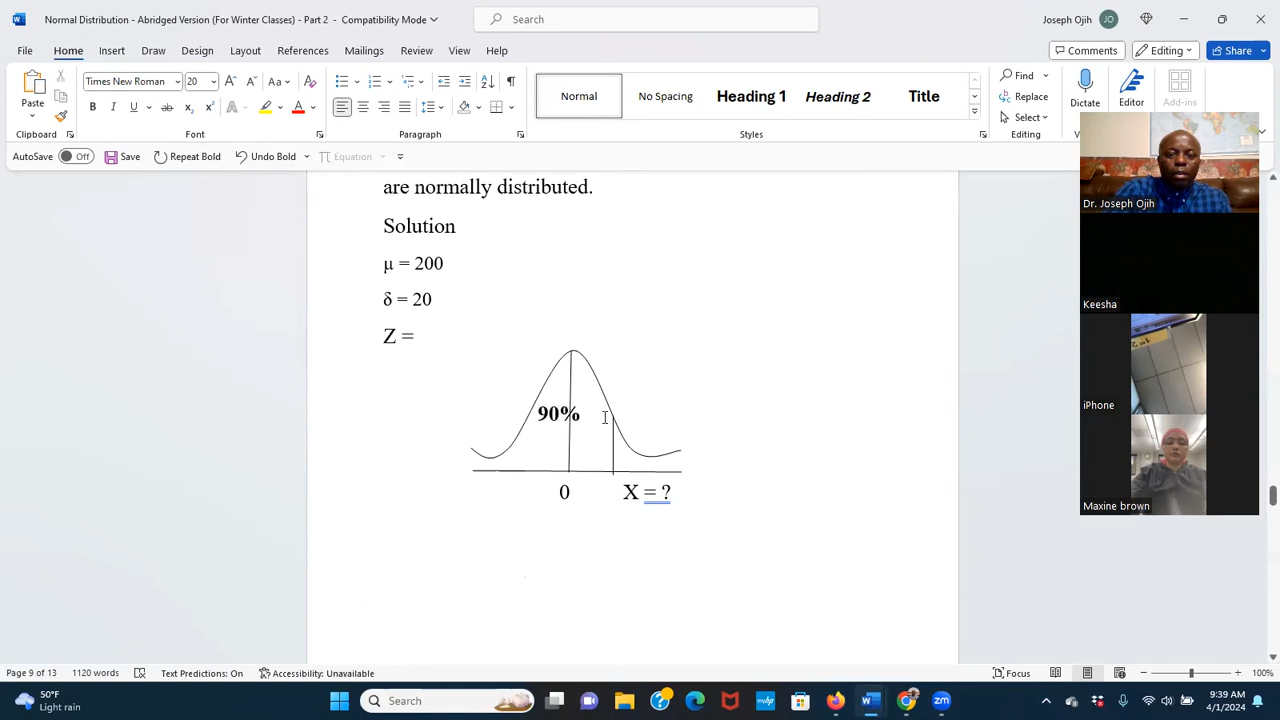 Normal Distribution - Abridged Version (For Winter Classes) - Part 2 - Compatibility Mode
Search
Joseph Ojih
JO
File Home Insert Draw Design Layout References Mailings Review View Help
Comments
Editing
Share
Paste
Times New Roman
20
Aa
Normal
No Spacing
Heading 1
Heading 2
Title
Find
Replace
Select
Dictate
Editor
Add-ins
Clipboard
Font
Paragraph
Styles
Editing
AutoSave Off
Save
Repeat Bold
Undo Bold
Equation
are normally distributed.
Solution
μ = 200
δ = 20
Z =
90%
0 X = ?
Dr. Joseph Ojih
Keesha
iPhone
Maxine brown
Page 9 of 13 1120 words Text Predictions: On Accessibility: Unavailable Focus 100%
50°F
Light rain
Search
9:39 AM
4/1/2024